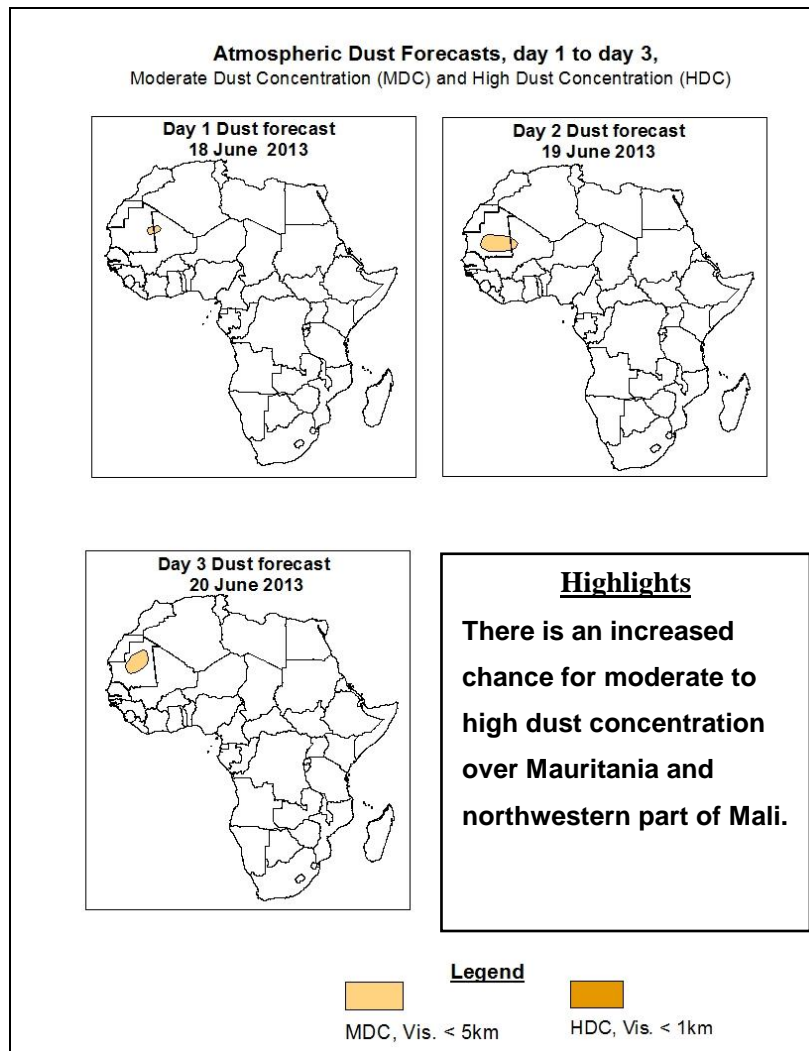 Atmospheric Dust Forecasts, day 1 to day 3,
Moderate Dust Concentration (MDC) and High Dust Concentration (HDC)
Day 1 Dust forecast
18 June 2013
Day 2 Dust forecast
19 June 2013
Day 3 Dust forecast
20 June 2013
Highlights
There is an increased
chance for moderate to
high dust concentration
over Mauritania and
northwestern part of Mali.
Legend
MDC, Vis. < 5km
HDC, Vis. < 1km